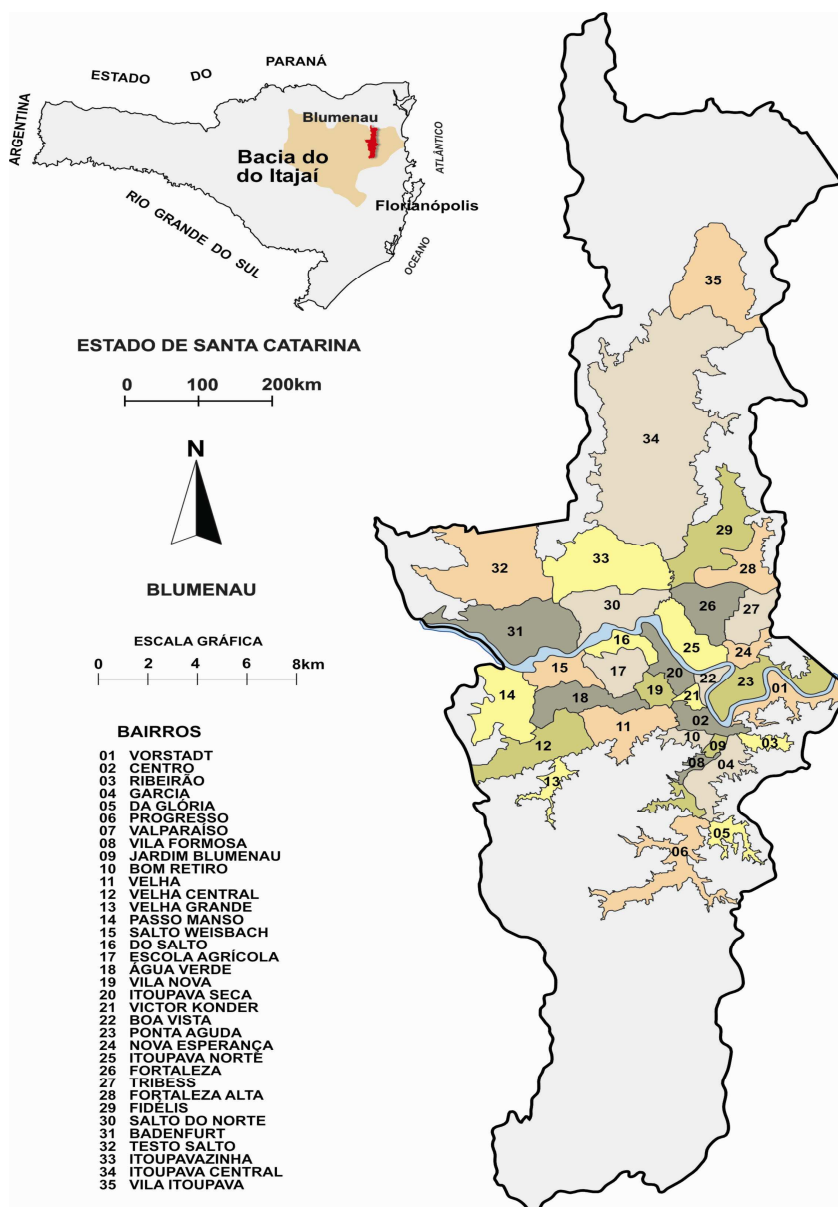 ESTADO DO PARANÁ
ARGENTINA
Blumenau
ATLÂNTICO
Bacia do
do Itajaí
Florianópolis
RIO GRANDE DO SUL
OCEANO
ESTADO DE SANTA CATARINA
0 100 200km
N
BLUMENAU
ESCALA GRÁFICA
0 2 4 6 8km
BAIRROS
01 VORSTADT
02 CENTRO
03 RIBEIRÃO
04 GARCIA
05 DA GLÓRIA
06 PROGRESSO
07 VALPARAÍSO
08 VILA FORMOSA
09 JARDIM BLUMENAU
10 BOM RETIRO
11 VELHA
12 VELHA CENTRAL
13 VELHA GRANDE
14 PASSO MANSO
15 SALTO WEISBACH
16 DO SALTO
17 ESCOLA AGRÍCOLA
18 ÁGUA VERDE
19 VILA NOVA
20 ITOUPAVA SECA
21 VICTOR KONDER
22 BOA VISTA
23 PONTA AGUDA
24 NOVA ESPERANÇA
25 ITOUPAVA NORTE
26 FORTALEZA
27 TRIBESS
28 FORTALEZA ALTA
29 FIDÉLIS
30 SALTO DO NORTE
31 BADENFURT
32 TESTO SALTO
33 ITOUPAVAZINHA
34 ITOUPAVA CENTRAL
35 VILA ITOUPAVA
35
34
29
33
32
28
30
26
27
31
16
25
24
15
17
20
22
23
01
14
18
19
21
11
02
12
10
09
03
08
04
13
05
06